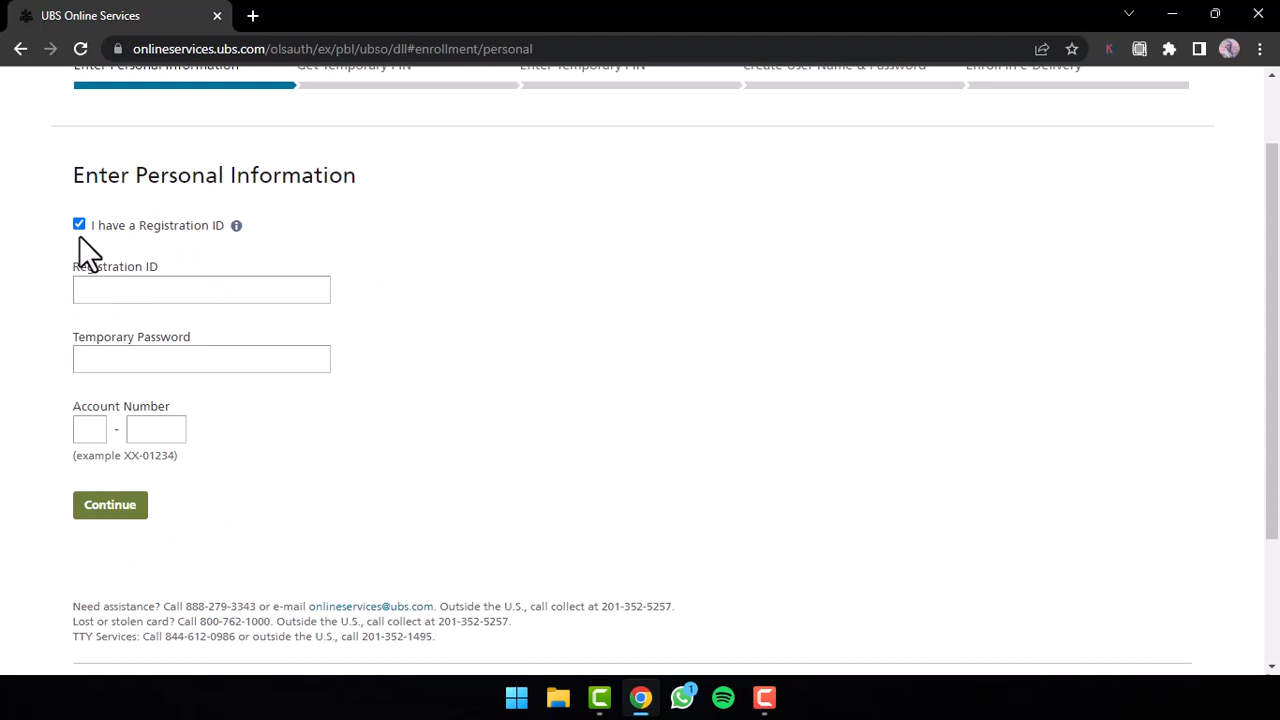 UBS Online Services
onlineservices.ubs.com/olsauth/ex/pbl/ubso/dll#enrollment/personal
K
Enter Personal Information Get Temporary PIN Enter Temporary PIN Create User Name & Password Enroll in e-Delivery
Enter Personal Information
I have a Registration ID
Registration ID
Temporary Password
Account Number
-
(example XX-01234)
Continue
Need assistance? Call 888-279-3343 or e-mail onlineservices@ubs.com. Outside the U.S., call collect at 201-352-5257.
Lost or stolen card? Call 800-762-1000. Outside the U.S., call collect at 201-352-5257.
TTY Services: Call 844-612-0986 or outside the U.S., call 201-352-1495.
1